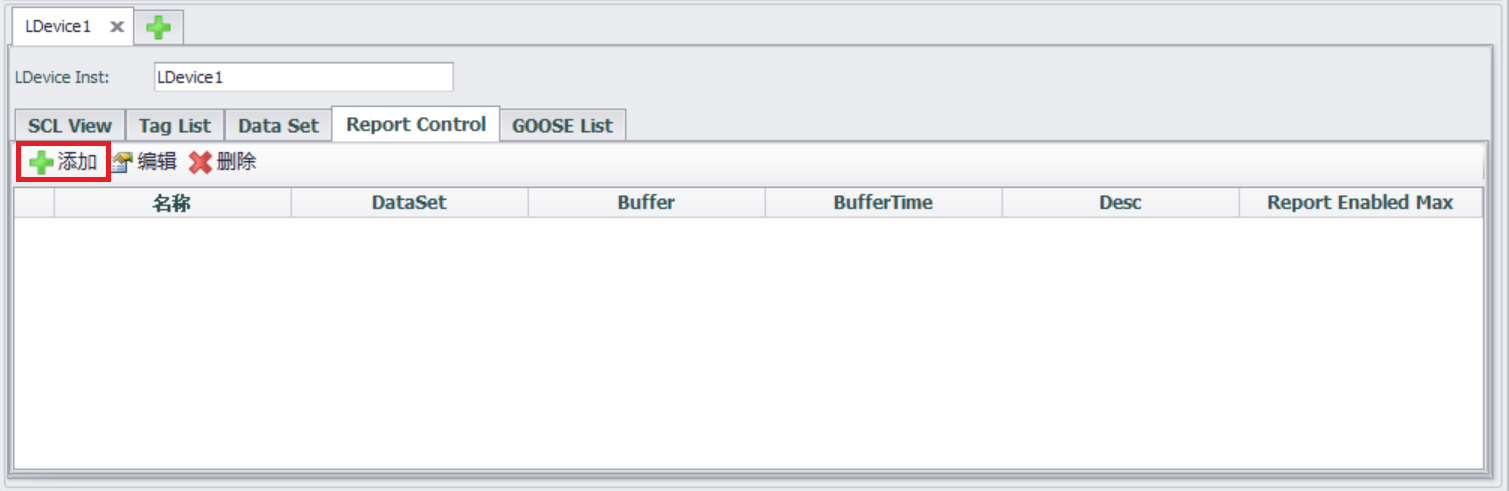 LDevice1
LDevice Inst: LDevice1
SCL View Tag List Data Set Report Control GOOSE List
添加 编辑 删除
名称 DataSet Buffer BufferTime Desc Report Enabled Max